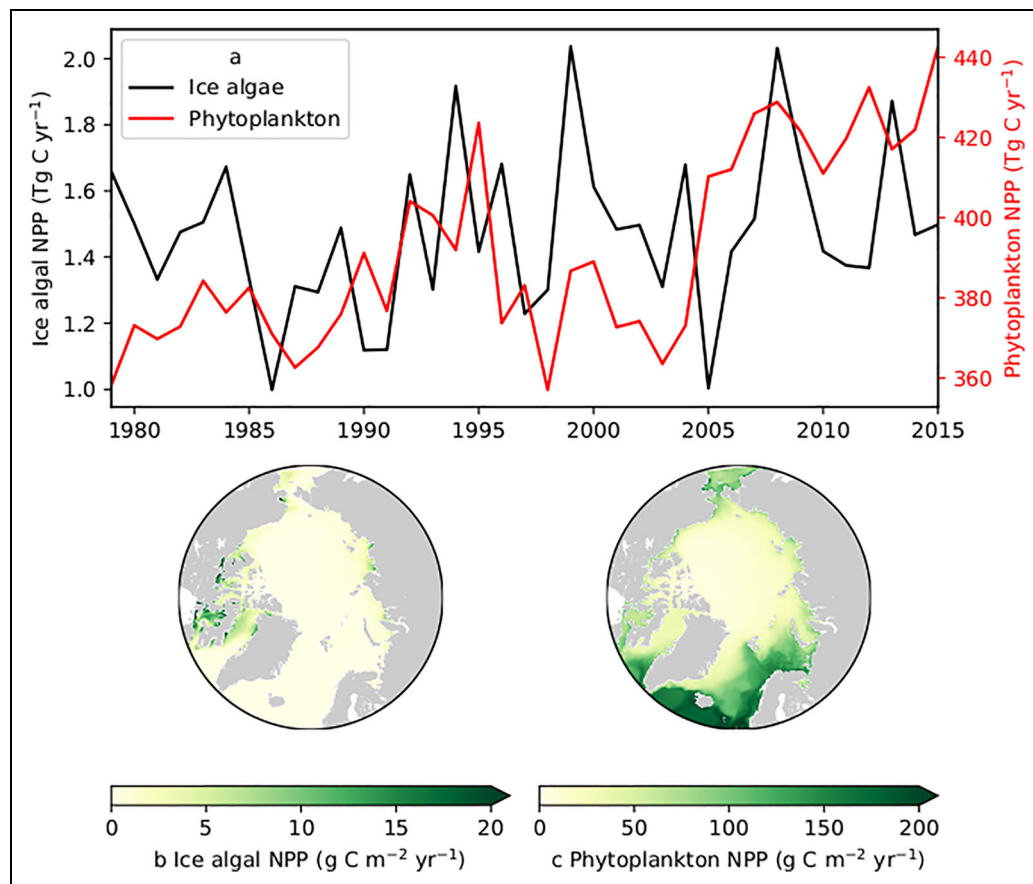 a
Ice algae
Phytoplankton
Ice algal NPP (Tg C yr⁻¹)
2.0
1.8
1.6
1.4
1.2
1.0
Phytoplankton NPP (Tg C yr⁻¹)
440
420
400
380
360
1980 1985 1990 1995 2000 2005 2010 2015
0 5 10 15 20
b Ice algal NPP (g C m⁻² yr⁻¹)
0 50 100 150 200
c Phytoplankton NPP (g C m⁻² yr⁻¹)